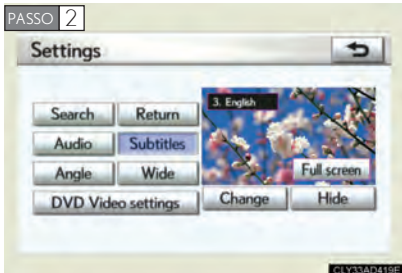 PASSO 2
Settings
3. English
Search Return
Audio Subtitles
Angle Wide
Full screen
DVD Video settings
Change Hide
CLY33AD419E